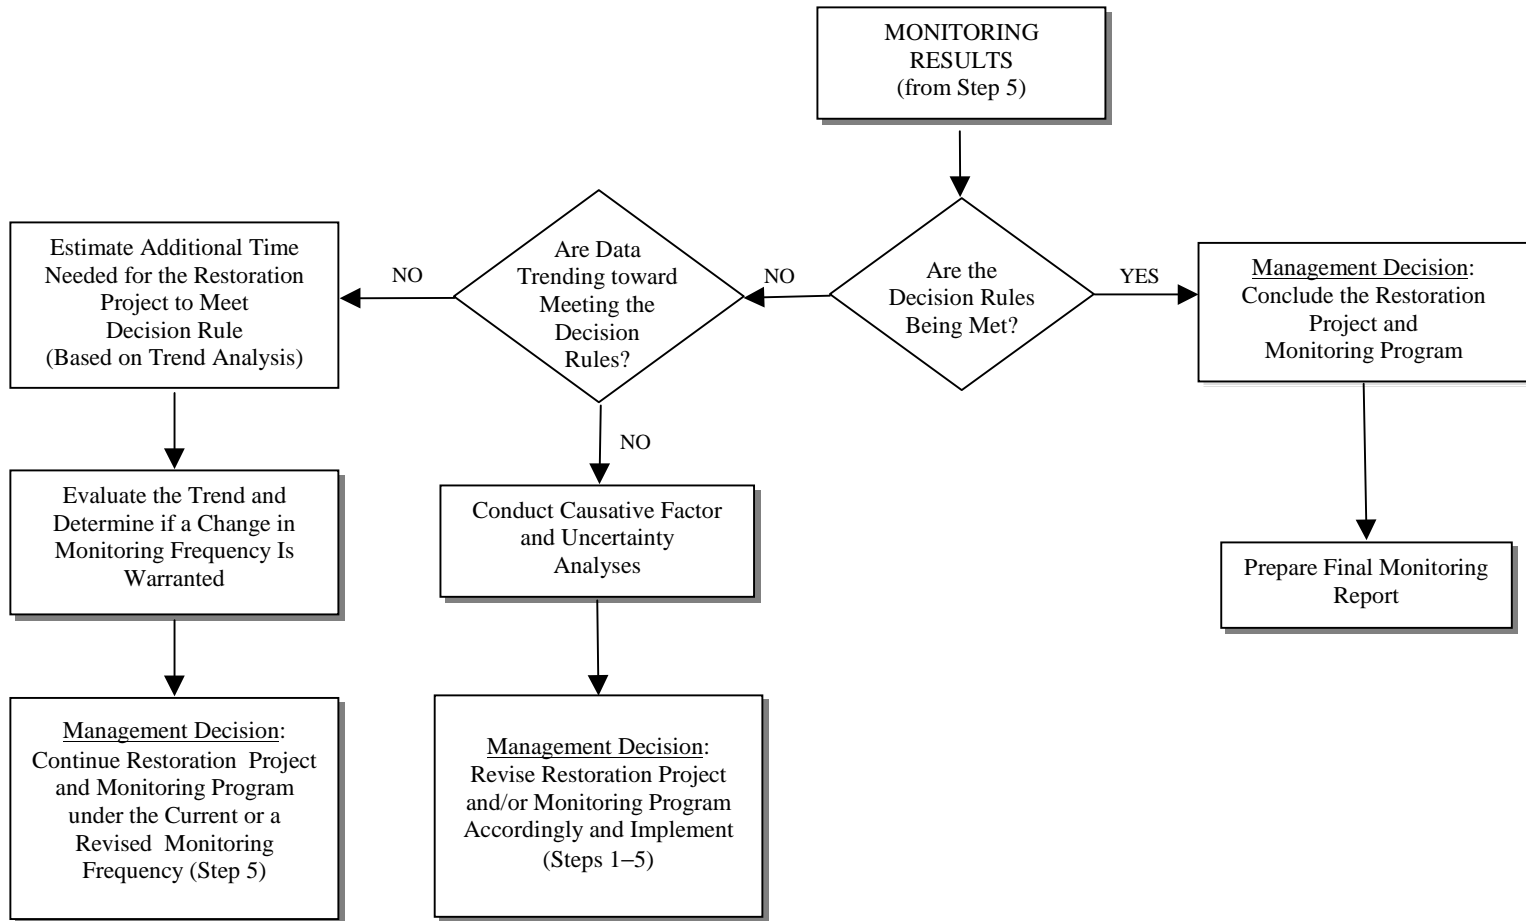 MONITORING
RESULTS
(from Step 5)
Are the
Decision Rules
Being Met?
YES
Management Decision:
Conclude the Restoration
Project and
Monitoring Program
Prepare Final Monitoring
Report
NO
Are Data
Trending toward
Meeting the
Decision
Rules?
NO
Estimate Additional Time
Needed for the Restoration
Project to Meet
Decision Rule
(Based on Trend Analysis)
Evaluate the Trend and
Determine if a Change in
Monitoring Frequency Is
Warranted
Management Decision:
Continue Restoration Project
and Monitoring Program
under the Current or a
Revised Monitoring
Frequency (Step 5)
NO
Conduct Causative Factor
and Uncertainty
Analyses
Management Decision:
Revise Restoration Project
and/or Monitoring Program
Accordingly and Implement
(Steps 1–5)